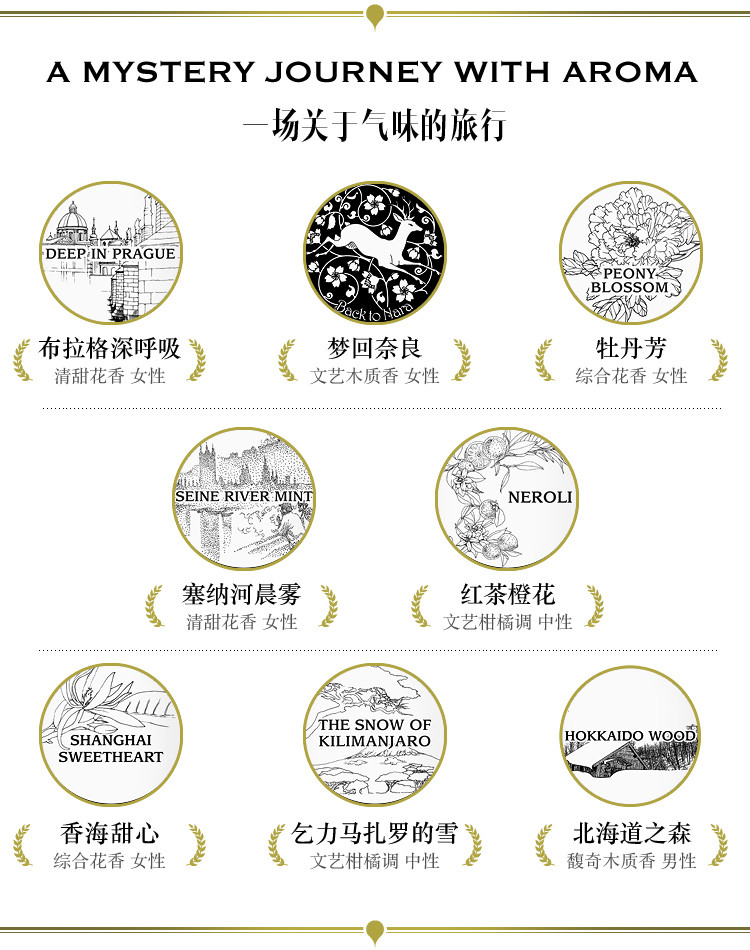 A MYSTERY JOURNEY WITH AROMA
一场关于气味的旅行
DEEP IN PRAGUE
布拉格深呼吸
清甜花香 女性
Back to Nara
梦回奈良
文艺木质香 女性
PEONY
BLOSSOM
牡丹芳
综合花香 女性
SEINE RIVER MINT
塞纳河晨雾
清甜花香 女性
NEROLI
红茶橙花
文艺柑橘调 中性
SHANGHAI
SWEETHEART
香海甜心
综合花香 女性
THE SNOW OF
KILIMANJARO
乞力马扎罗的雪
文艺柑橘调 中性
HOKKAIDO WOOD
北海道之森
馥奇木质香 男性